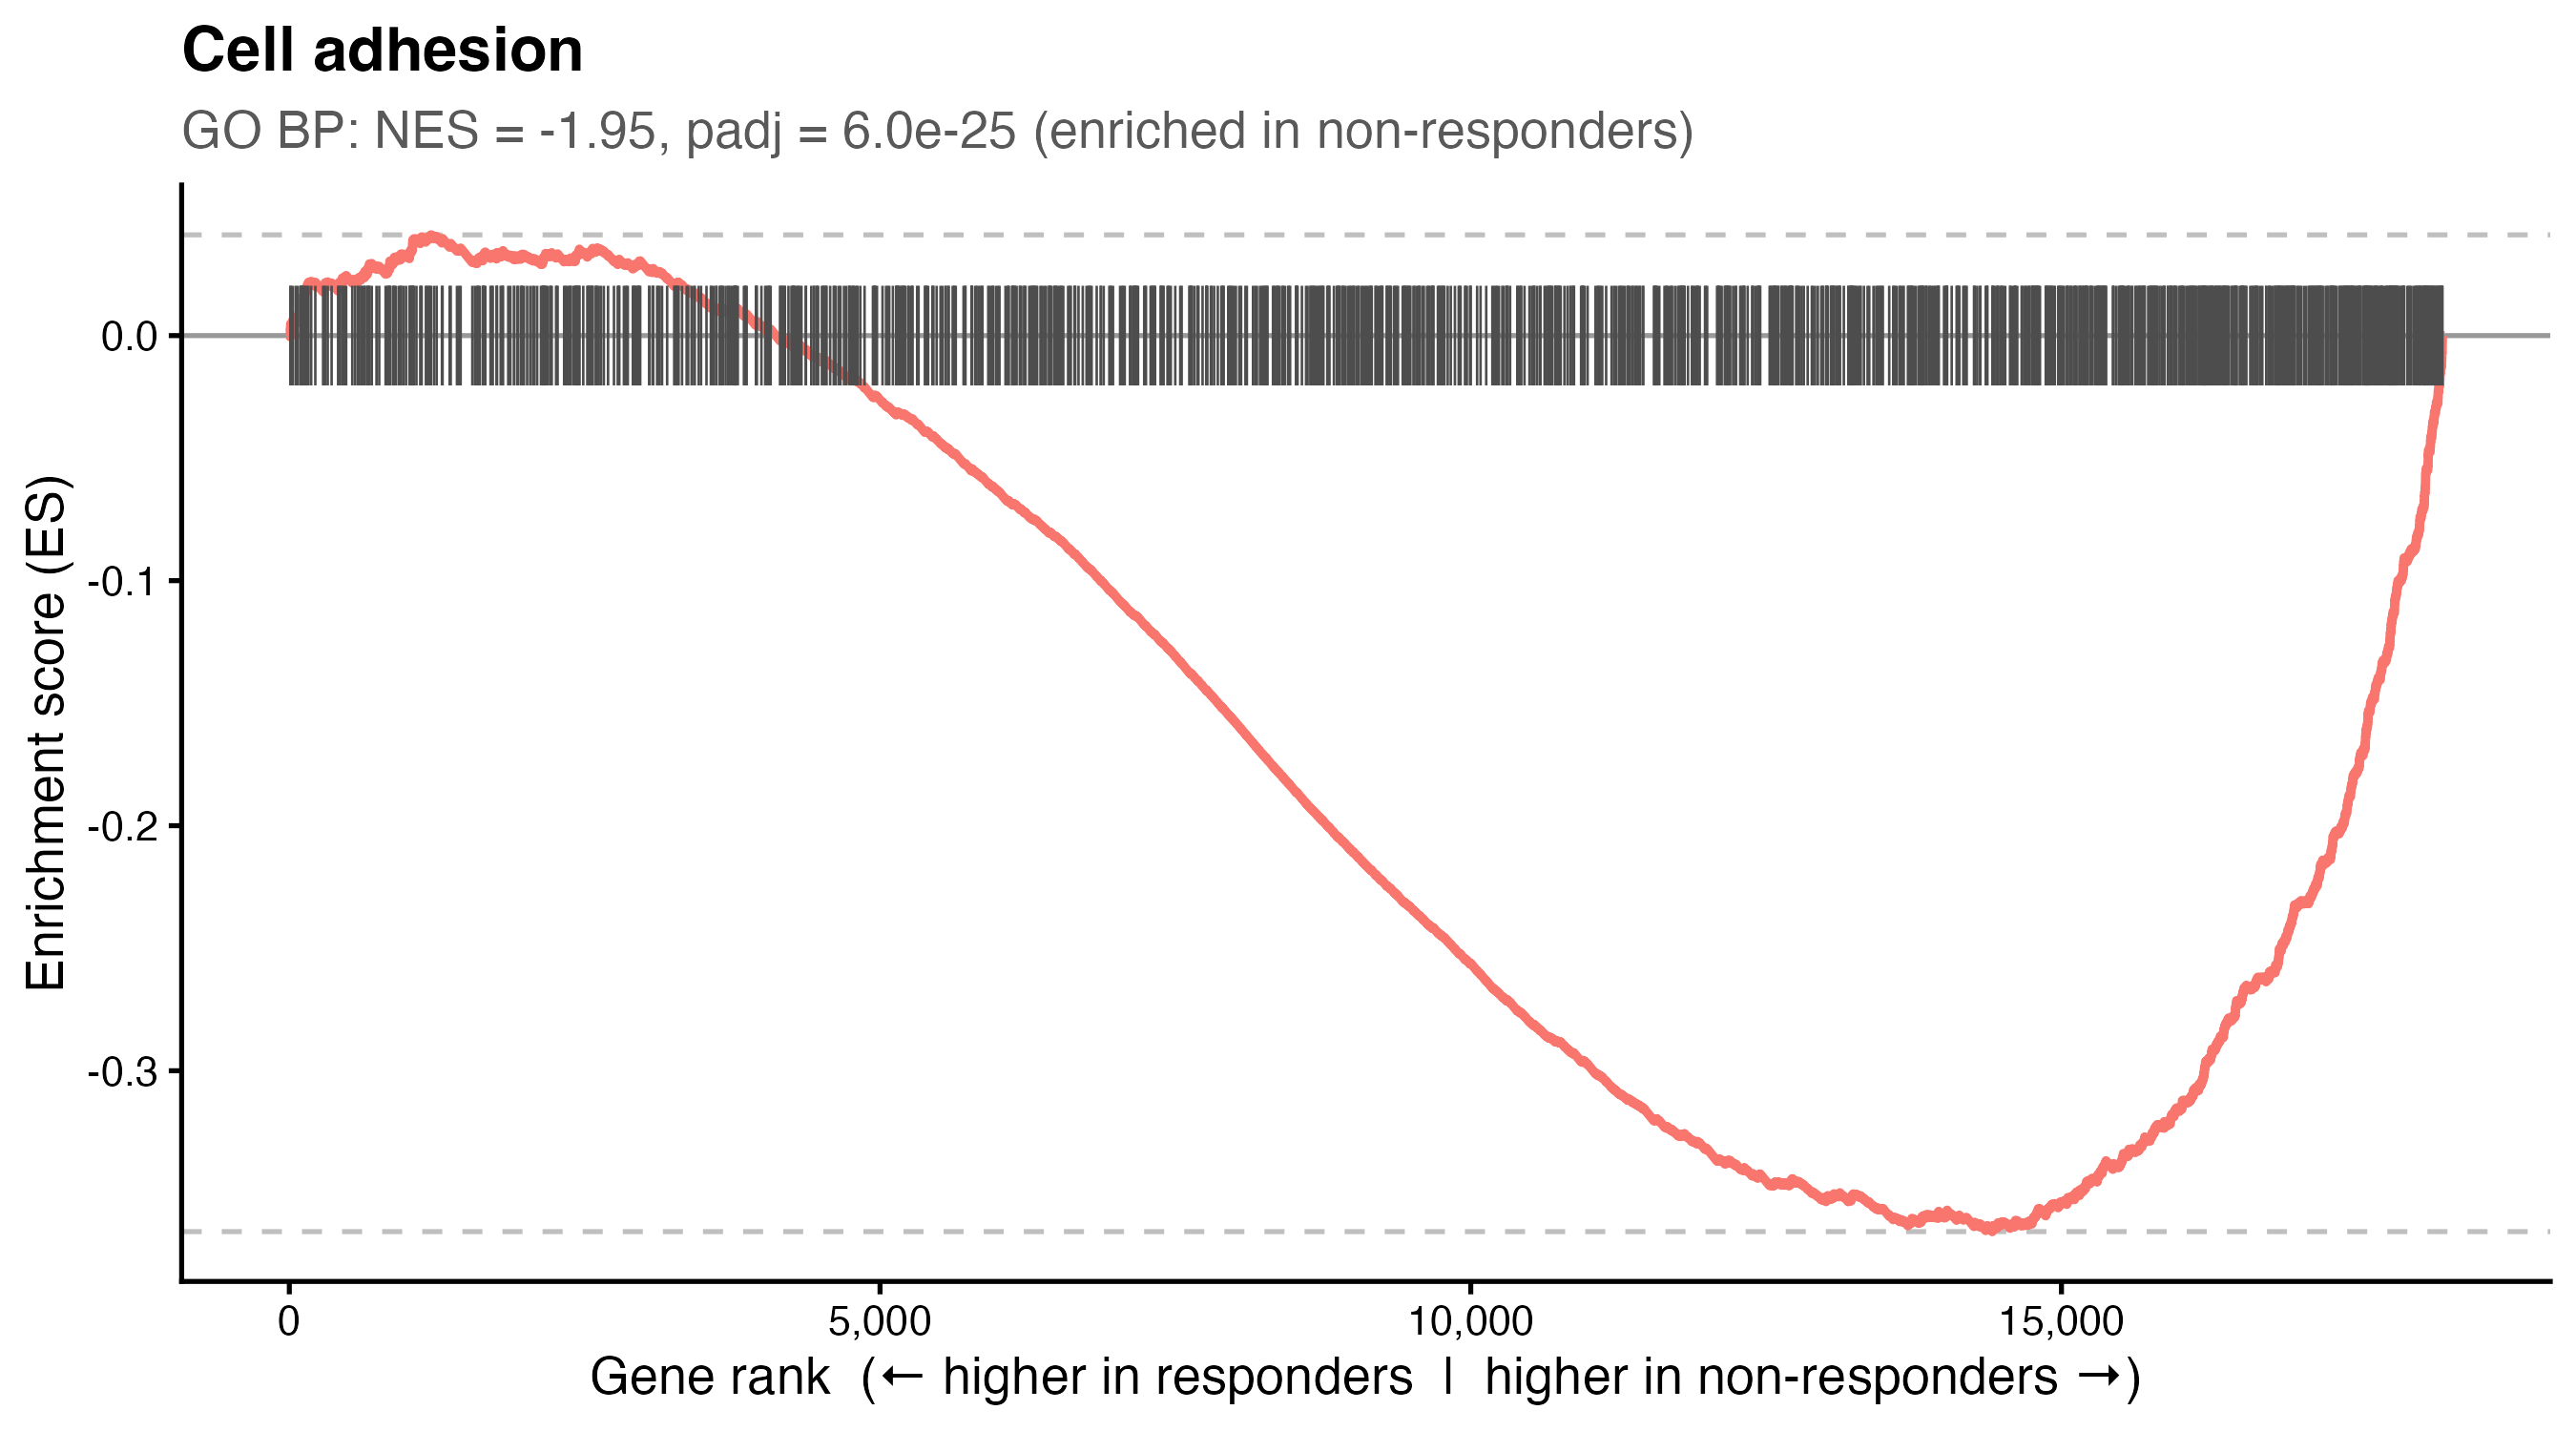 Cell adhesion
GO BP: NES = -1.95, padj = 6.0e-25 (enriched in non-responders)
Enrichment score (ES)
0.0
-0.1
-0.2
-0.3
0 5,000 10,000 15,000
Gene rank (← higher in responders | higher in non-responders →)